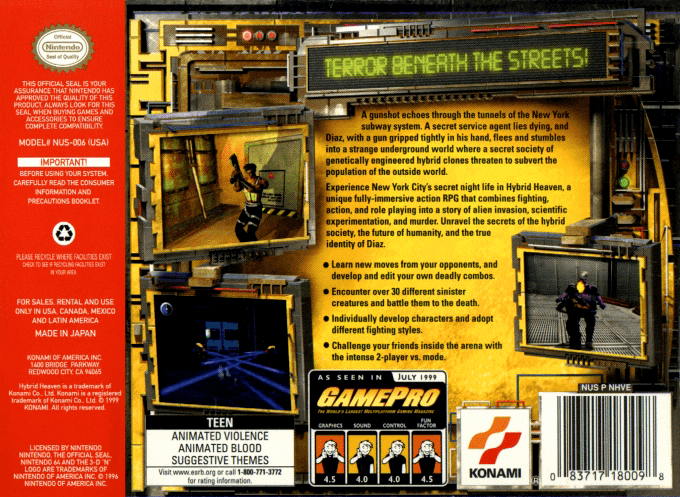 Official
Nintendo
Seal of Quality
THIS OFFICIAL SEAL IS YOUR
ASSURANCE THAT NINTENDO HAS
APPROVED THE QUALITY OF THIS
PRODUCT. ALWAYS LOOK FOR THIS
SEAL WHEN BUYING GAMES AND
ACCESSORIES TO ENSURE
COMPLETE COMPATIBILITY.
MODEL# NUS-006 (USA)
IMPORTANT!
BEFORE USING YOUR SYSTEM,
CAREFULLY READ THE CONSUMER
INFORMATION AND
PRECAUTIONS BOOKLET.
PLEASE RECYCLE WHERE FACILITIES EXIST
CHECK TO SEE IF RECYCLING FACILITIES EXIST
IN YOUR AREA
FOR SALES, RENTAL AND USE
ONLY IN USA, CANADA, MEXICO
AND LATIN AMERICA
MADE IN JAPAN
KONAMI OF AMERICA INC.
1400 BRIDGE PARKWAY
REDWOOD CITY, CA 94065
Hybrid Heaven is a trademark of
Konami Co., Ltd. Konami is a registered
trademark of Konami Co., Ltd. © 1999
KONAMI. All rights reserved.
LICENSED BY NINTENDO
NINTENDO, THE OFFICIAL SEAL,
NINTENDO 64 AND THE 3-D "N"
LOGO ARE TRADEMARKS OF
NINTENDO OF AMERICA INC. © 1996
NINTENDO OF AMERICA INC.
TERROR BENEATH THE STREETS!
A gunshot echoes through the tunnels of the New York
subway system. A secret service agent lies dying, and
Diaz, with a gun gripped tightly in his hand, flees and stumbles
into a strange underground world where a secret society of
genetically engineered hybrid clones threaten to subvert the
population of the outside world.
Experience New York City's secret night life in Hybrid Heaven, a
unique fully-immersive action RPG that combines fighting,
action, and role playing into a story of alien invasion, scientific
experimentation, and murder. Unravel the secrets of the hybrid
society, the future of humanity, and the true
identity of Diaz.
● Learn new moves from your opponents, and
develop and edit your own deadly combos.
● Encounter over 30 different sinister
creatures and battle them to the death.
● Individually develop characters and adopt
different fighting styles.
● Challenge your friends inside the arena with
the intense 2-player vs. mode.
TEEN
ANIMATED VIOLENCE
ANIMATED BLOOD
SUGGESTIVE THEMES
Visit www.esrb.org or call 1-800-771-3772
for rating information.
AS SEEN IN JULY 1999
GAMEPRO
THE WORLD'S LARGEST MULTIPLATFORM GAMING MAGAZINE
GRAPHICS SOUND CONTROL FUN FACTOR
4.5 4.0 4.0 4.5
KONAMI
®
NUS P NHVE
0 83717 18009 8